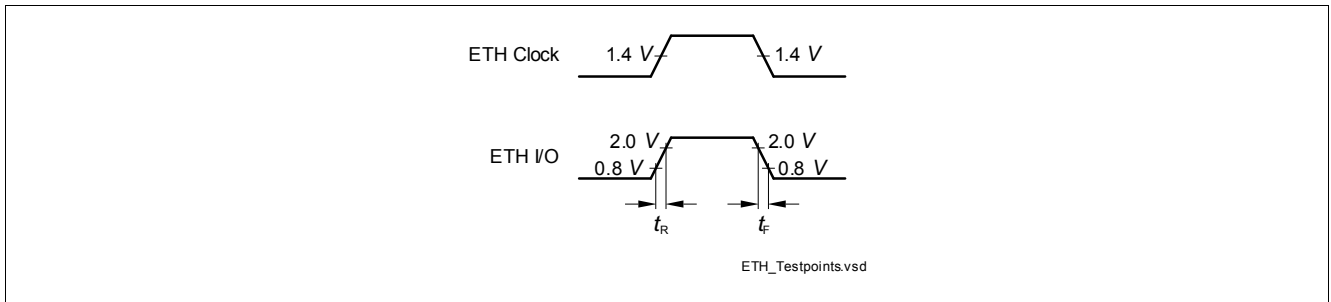 ETH Clock 1.4 V 1.4 V
2.0 V 2.0 V
ETH I/O
0.8 V 0.8 V
tR tF
ETH_Testpoints.vsd